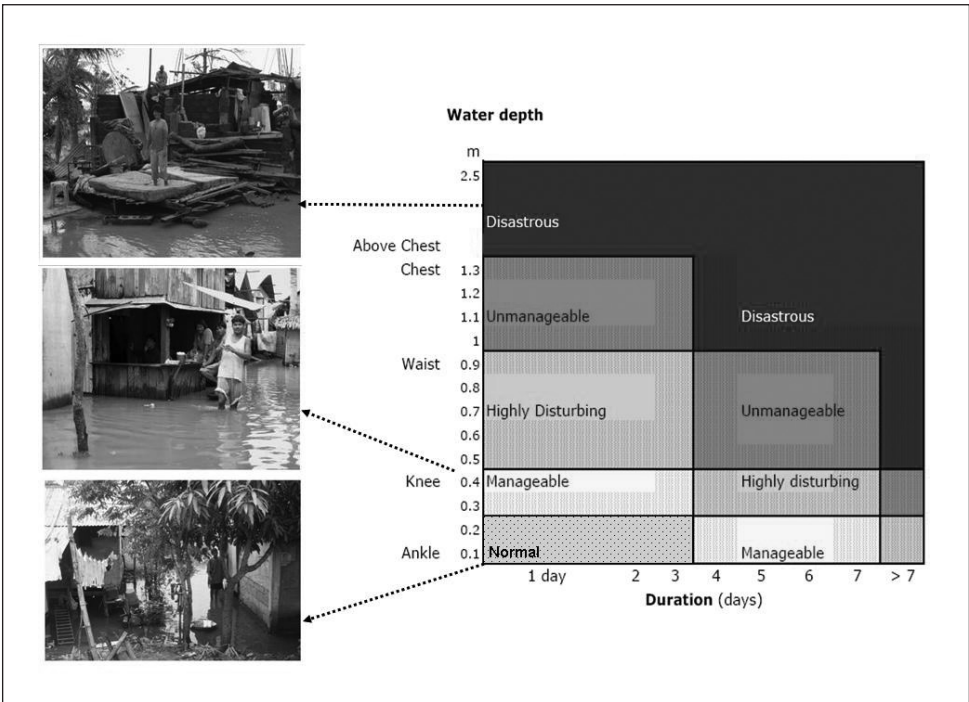 Water depth
m
2.5
Disastrous
Above Chest
Chest 1.3
1.2
Unmanageable 1.1 Disastrous
1
Waist 0.9
0.8
Highly Disturbing 0.7 Unmanageable
0.6
0.5
Knee 0.4 Manageable Highly disturbing
0.3
0.2
Ankle 0.1 Normal Manageable
1 day 2 3 4 5 6 7 > 7
Duration (days)